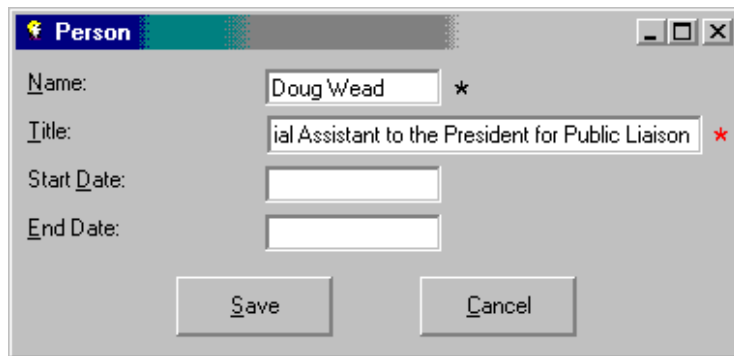 Person
Name: Doug Wead *
Title: ial Assistant to the President for Public Liaison *
Start Date:
End Date:
Save Cancel